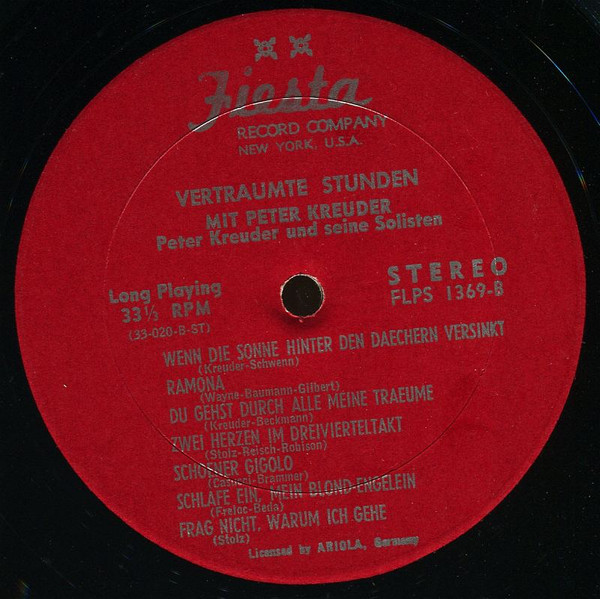 Fiesta
RECORD COMPANY
NEW YORK, U.S.A.
VERTRAUMTE STUNDEN
MIT PETER KREUDER
Peter Kreuder und seine Solisten
Long Playing
33⅓ RPM
(33-020-B-ST)
STEREO
FLPS 1369-B
WENN DIE SONNE HINTER DEN DAECHERN VERSINKT
(Kreuder-Schwenn)
RAMONA
(Wayne-Baumann-Gilbert)
DU GEHST DURCH ALLE MEINE TRAEUME
(Kreuder-Beckmann)
ZWEI HERZEN IM DREIVIERTELTAKT
(Stolz-Reisch-Robison)
SCHOENER GIGOLO
(Casucci-Brammer)
SCHLAFE EIN, MEIN BLOND-ENGELEIN
(Freloc-Beda)
FRAG NICHT, WARUM ICH GEHE
(Stolz)
Licensed by ARIOLA, Germany